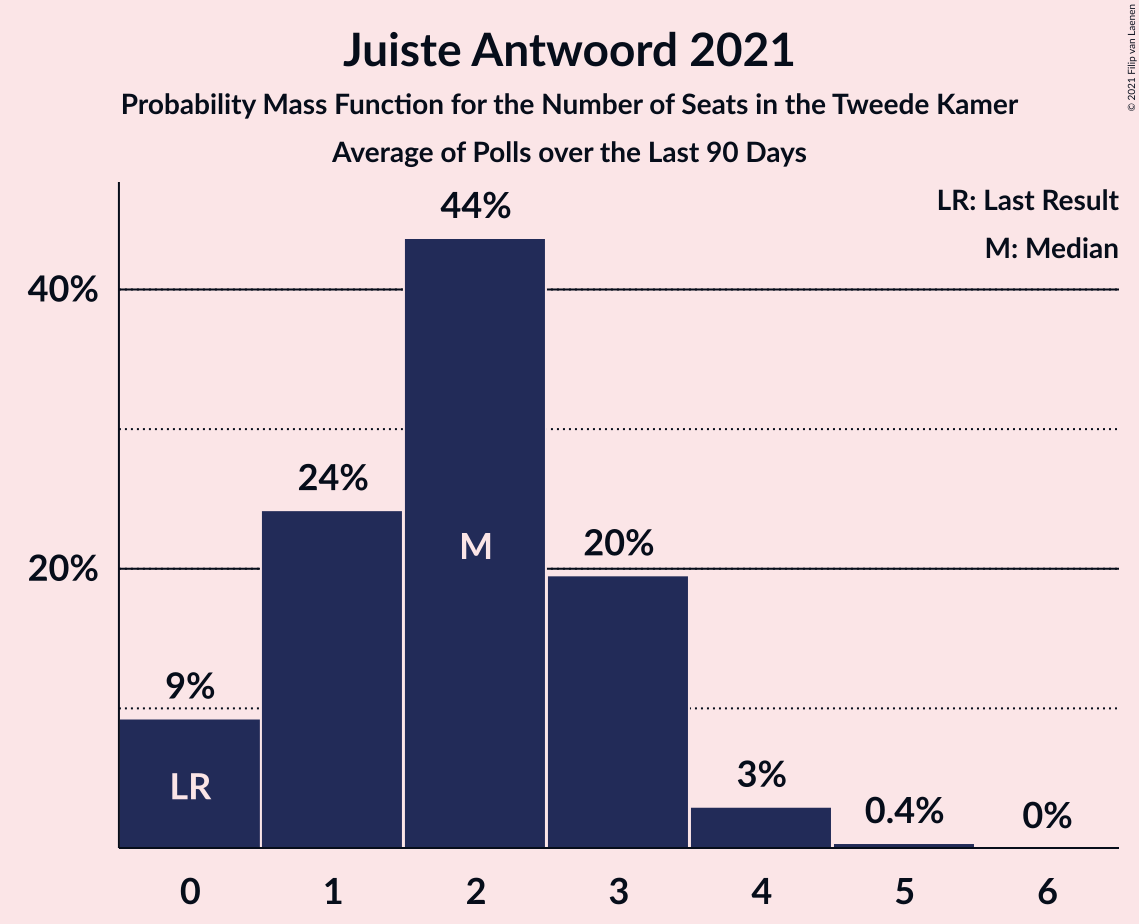 Juiste Antwoord 2021
Probability Mass Function for the Number of Seats in the Tweede Kamer
Average of Polls over the Last 90 Days
© 2021 Filip van Laenen
LR: Last Result
M: Median
44%
40%
24%
M
20%
20%
9%
LR
3%
0.4%
0%
0 1 2 3 4 5 6